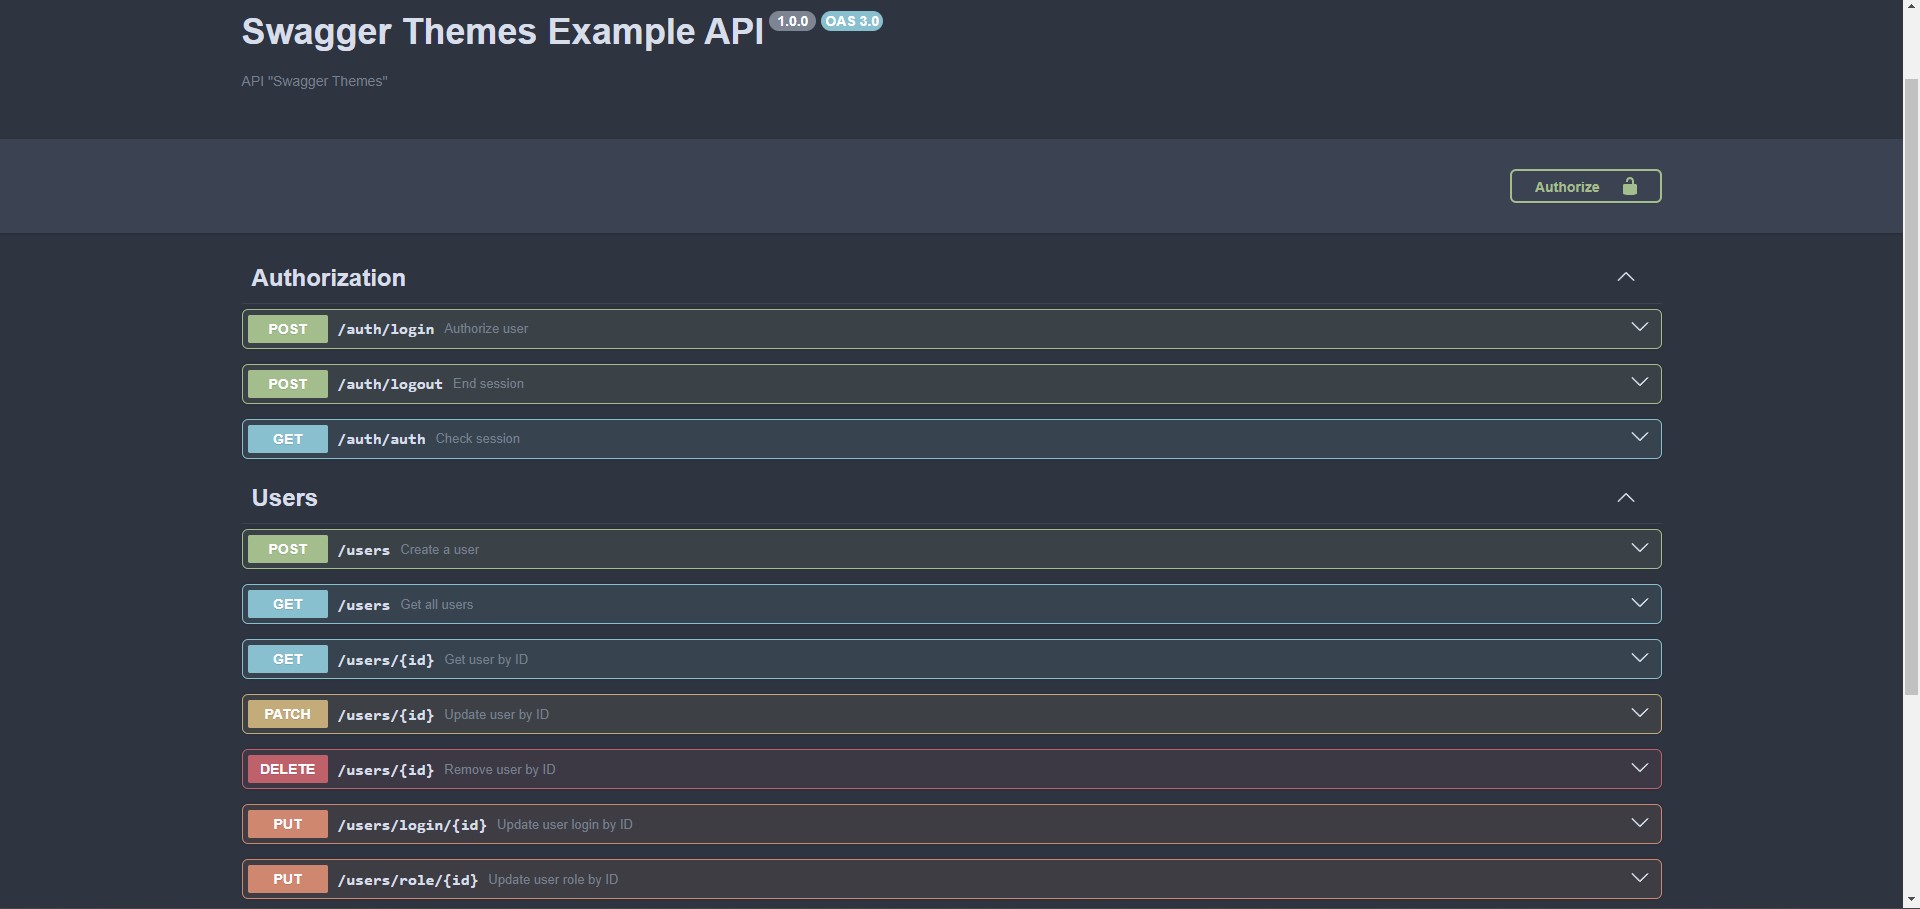 Swagger Themes Example API 1.0.0 OAS 3.0
API "Swagger Themes"
Authorize
Authorization
POST /auth/login Authorize user
POST /auth/logout End session
GET /auth/auth Check session
Users
POST /users Create a user
GET /users Get all users
GET /users/{id} Get user by ID
PATCH /users/{id} Update user by ID
DELETE /users/{id} Remove user by ID
PUT /users/login/{id} Update user login by ID
PUT /users/role/{id} Update user role by ID